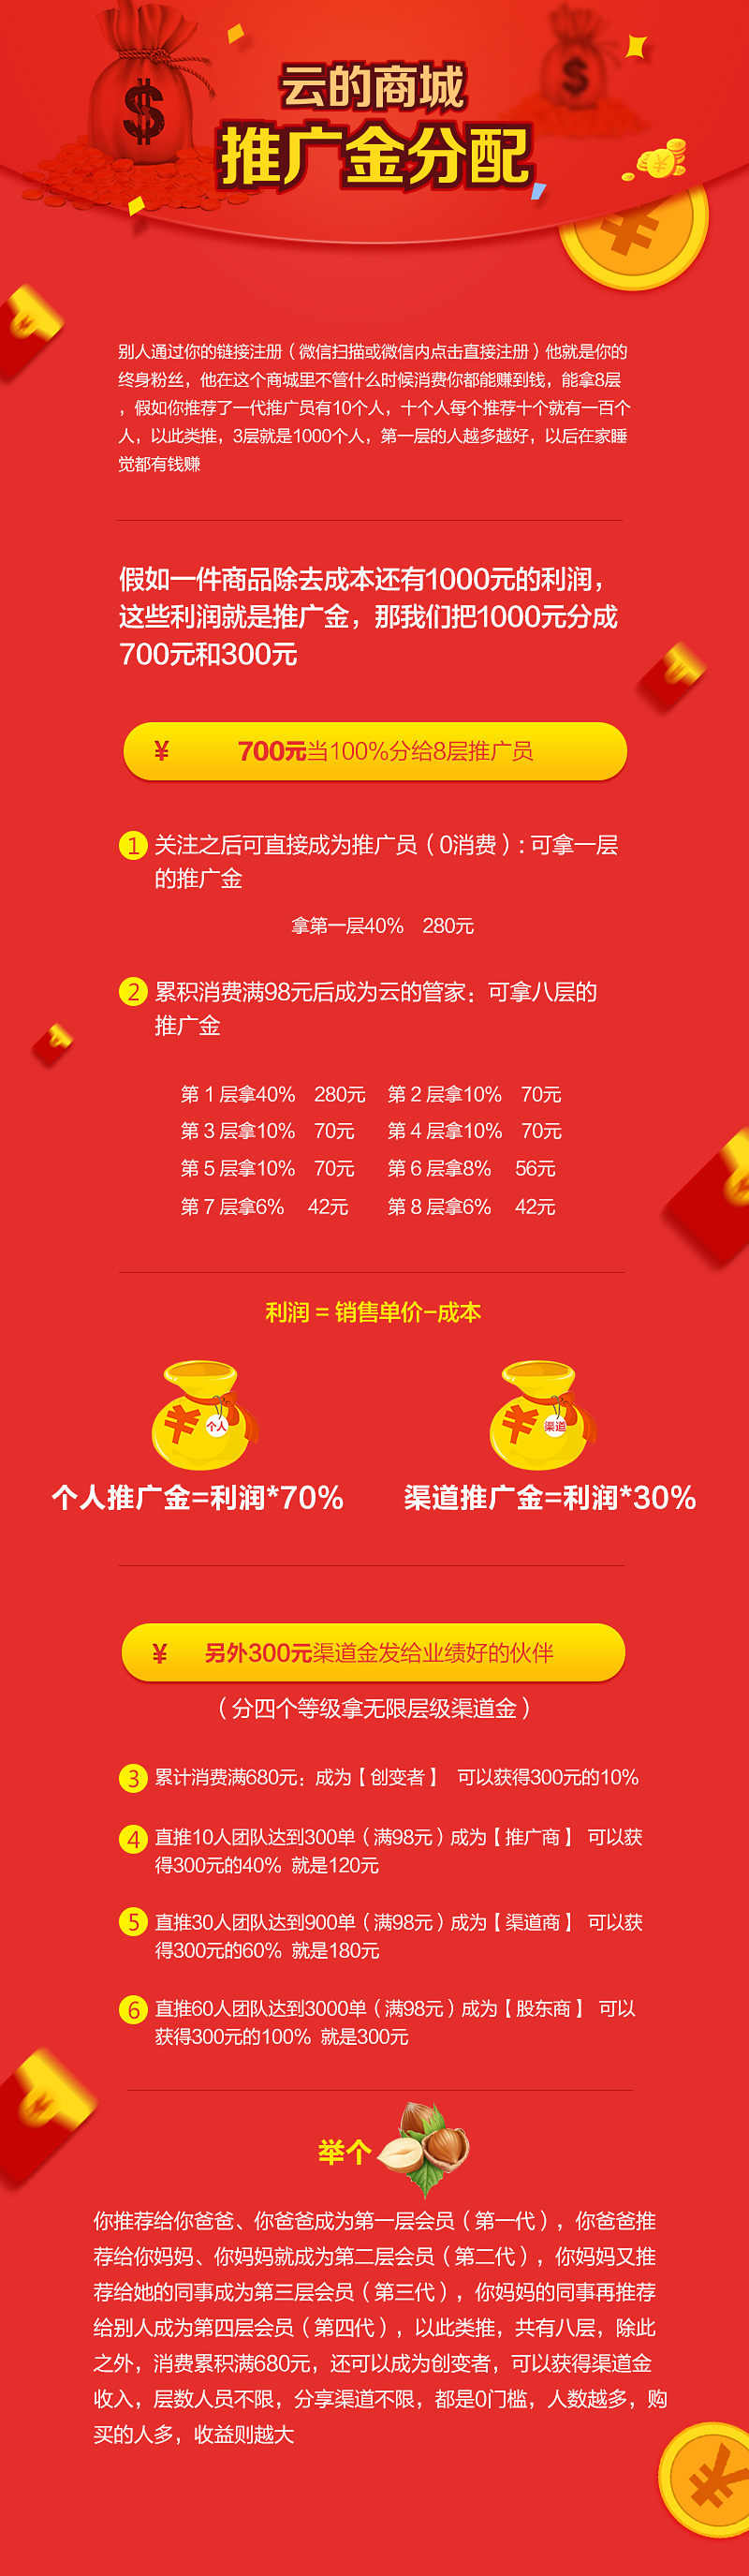 云的商城
推广金分配
别人通过你的链接注册（微信扫描或微信内点击直接注册）他就是你的
终身粉丝，他在这个商城里不管什么时候消费你都能赚到钱，能拿8层
，假如你推荐了一代推广员有10个人，十个人每个推荐十个就有一百个
人，以此类推，3层就是1000个人，第一层的人越多越好，以后在家睡
觉都有钱赚
假如一件商品除去成本还有1000元的利润，
这些利润就是推广金，那我们把1000元分成
700元和300元
¥ 700元当100%分给8层推广员
1 关注之后可直接成为推广员（0消费）: 可拿一层
的推广金
拿第一层40% 280元
2 累积消费满98元后成为云的管家：可拿八层的
推广金
第 1 层拿40% 280元 第 2 层拿10% 70元
第 3 层拿10% 70元 第 4 层拿10% 70元
第 5 层拿10% 70元 第 6 层拿8% 56元
第 7 层拿6% 42元 第 8 层拿6% 42元
利润 = 销售单价-成本
个人 渠道
个人推广金=利润*70% 渠道推广金=利润*30%
¥ 另外300元渠道金发给业绩好的伙伴
（分四个等级拿无限层级渠道金）
3 累计消费满680元：成为【创变者】 可以获得300元的10%
4 直推10人团队达到300单（满98元）成为【推广商】 可以获
得300元的40% 就是120元
5 直推30人团队达到900单（满98元）成为【渠道商】 可以获
得300元的60% 就是180元
6 直推60人团队达到3000单（满98元）成为【股东商】 可以
获得300元的100% 就是300元
举个
你推荐给你爸爸、你爸爸成为第一层会员（第一代），你爸爸推
荐给你妈妈、你妈妈就成为第二层会员（第二代），你妈妈又推
荐给她的同事成为第三层会员（第三代），你妈妈的同事再推荐
给别人成为第四层会员（第四代），以此类推，共有八层，除此
之外，消费累积满680元，还可以成为创变者，可以获得渠道金
收入，层数人员不限，分享渠道不限，都是0门槛，人数越多，购
买的人多，收益则越大